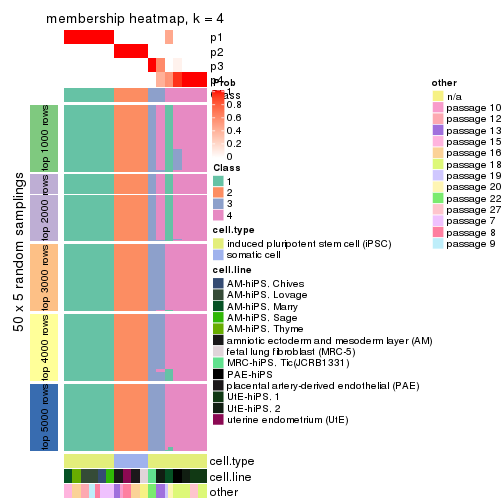 membership heatmap, k = 4
p1
p2
p3
p4
50 x 5 random samplings
top 1000 rows
top 2000 rows
top 3000 rows
top 4000 rows
top 5000 rows
cell.type
cell.line
other
Prob
1
0.8
0.6
0.4
0.2
0
Class
Class
1
2
3
4
cell.type
induced pluripotent stem cell (iPSC)
somatic cell
cell.line
AM-hiPS. Chives
AM-hiPS. Lovage
AM-hiPS. Marry
AM-hiPS. Sage
AM-hiPS. Thyme
amniotic ectoderm and mesoderm layer (AM)
fetal lung fibroblast (MRC-5)
MRC-hiPS. Tic(JCRB1331)
PAE-hiPS
placental artery-derived endothelial (PAE)
UtE-hiPS. 1
UtE-hiPS. 2
uterine endometrium (UtE)
other
n/a
passage 10
passage 12
passage 13
passage 15
passage 16
passage 18
passage 19
passage 20
passage 22
passage 27
passage 7
passage 8
passage 9